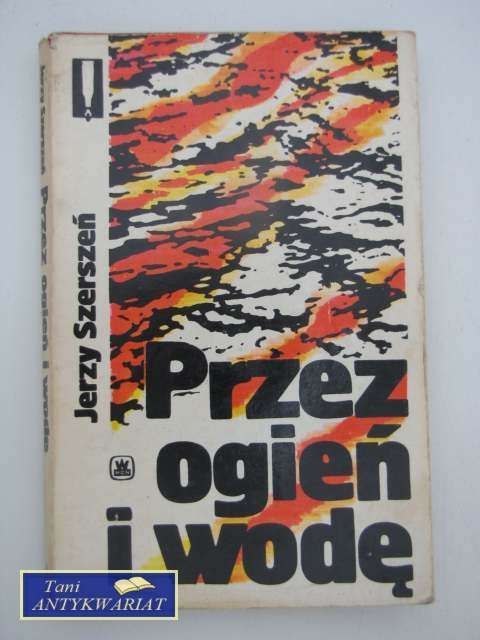 Jerzy Szerszeń
Przez
ogień
i wodę
Jerzy Szerszeń Przez ogień i wodę
Tani
ANTYKWARIAT